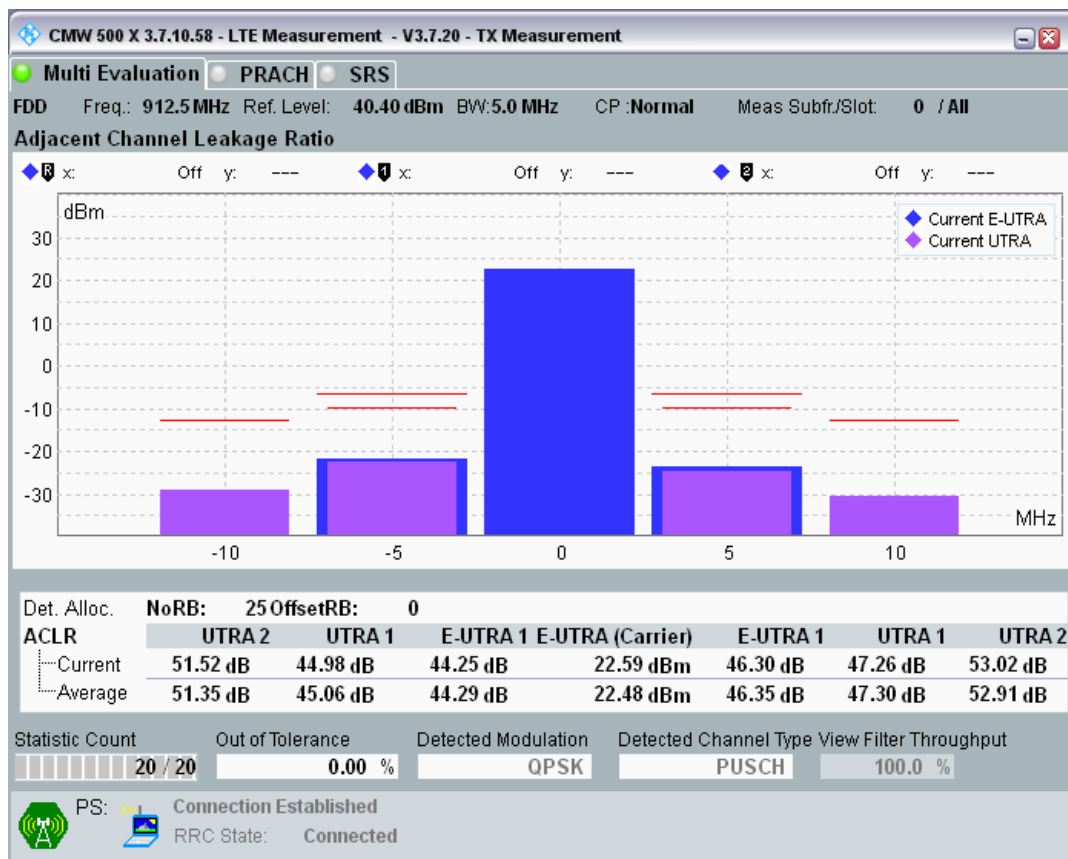 CMW 500 X 3.7.10.58 - LTE Measurement - V3.7.20 - TX Measurement
Multi Evaluation PRACH SRS
FDD Freq.: 912.5 MHz Ref. Level: 40.40 dBm BW:5.0 MHz CP :Normal Meas Subfr./Slot: 0 / All
Adjacent Channel Leakage Ratio
R x: Off y: --- 1 x: Off y: --- 2 x: Off y: ---
dBm
Current E-UTRA
Current UTRA
30
20
10
0
-10
-20
-30
MHz
-10 -5 0 5 10
Det. Alloc. NoRB: 25 OffsetRB: 0
ACLR UTRA 2 UTRA 1 E-UTRA 1 E-UTRA (Carrier) E-UTRA 1 UTRA 1 UTRA 2
Current 51.52 dB 44.98 dB 44.25 dB 22.59 dBm 46.30 dB 47.26 dB 53.02 dB
Average 51.35 dB 45.06 dB 44.29 dB 22.48 dBm 46.35 dB 47.30 dB 52.91 dB
Statistic Count Out of Tolerance Detected Modulation Detected Channel Type View Filter Throughput
20 / 20 0.00 % QPSK PUSCH 100.0 %
PS: Connection Established
RRC State: Connected